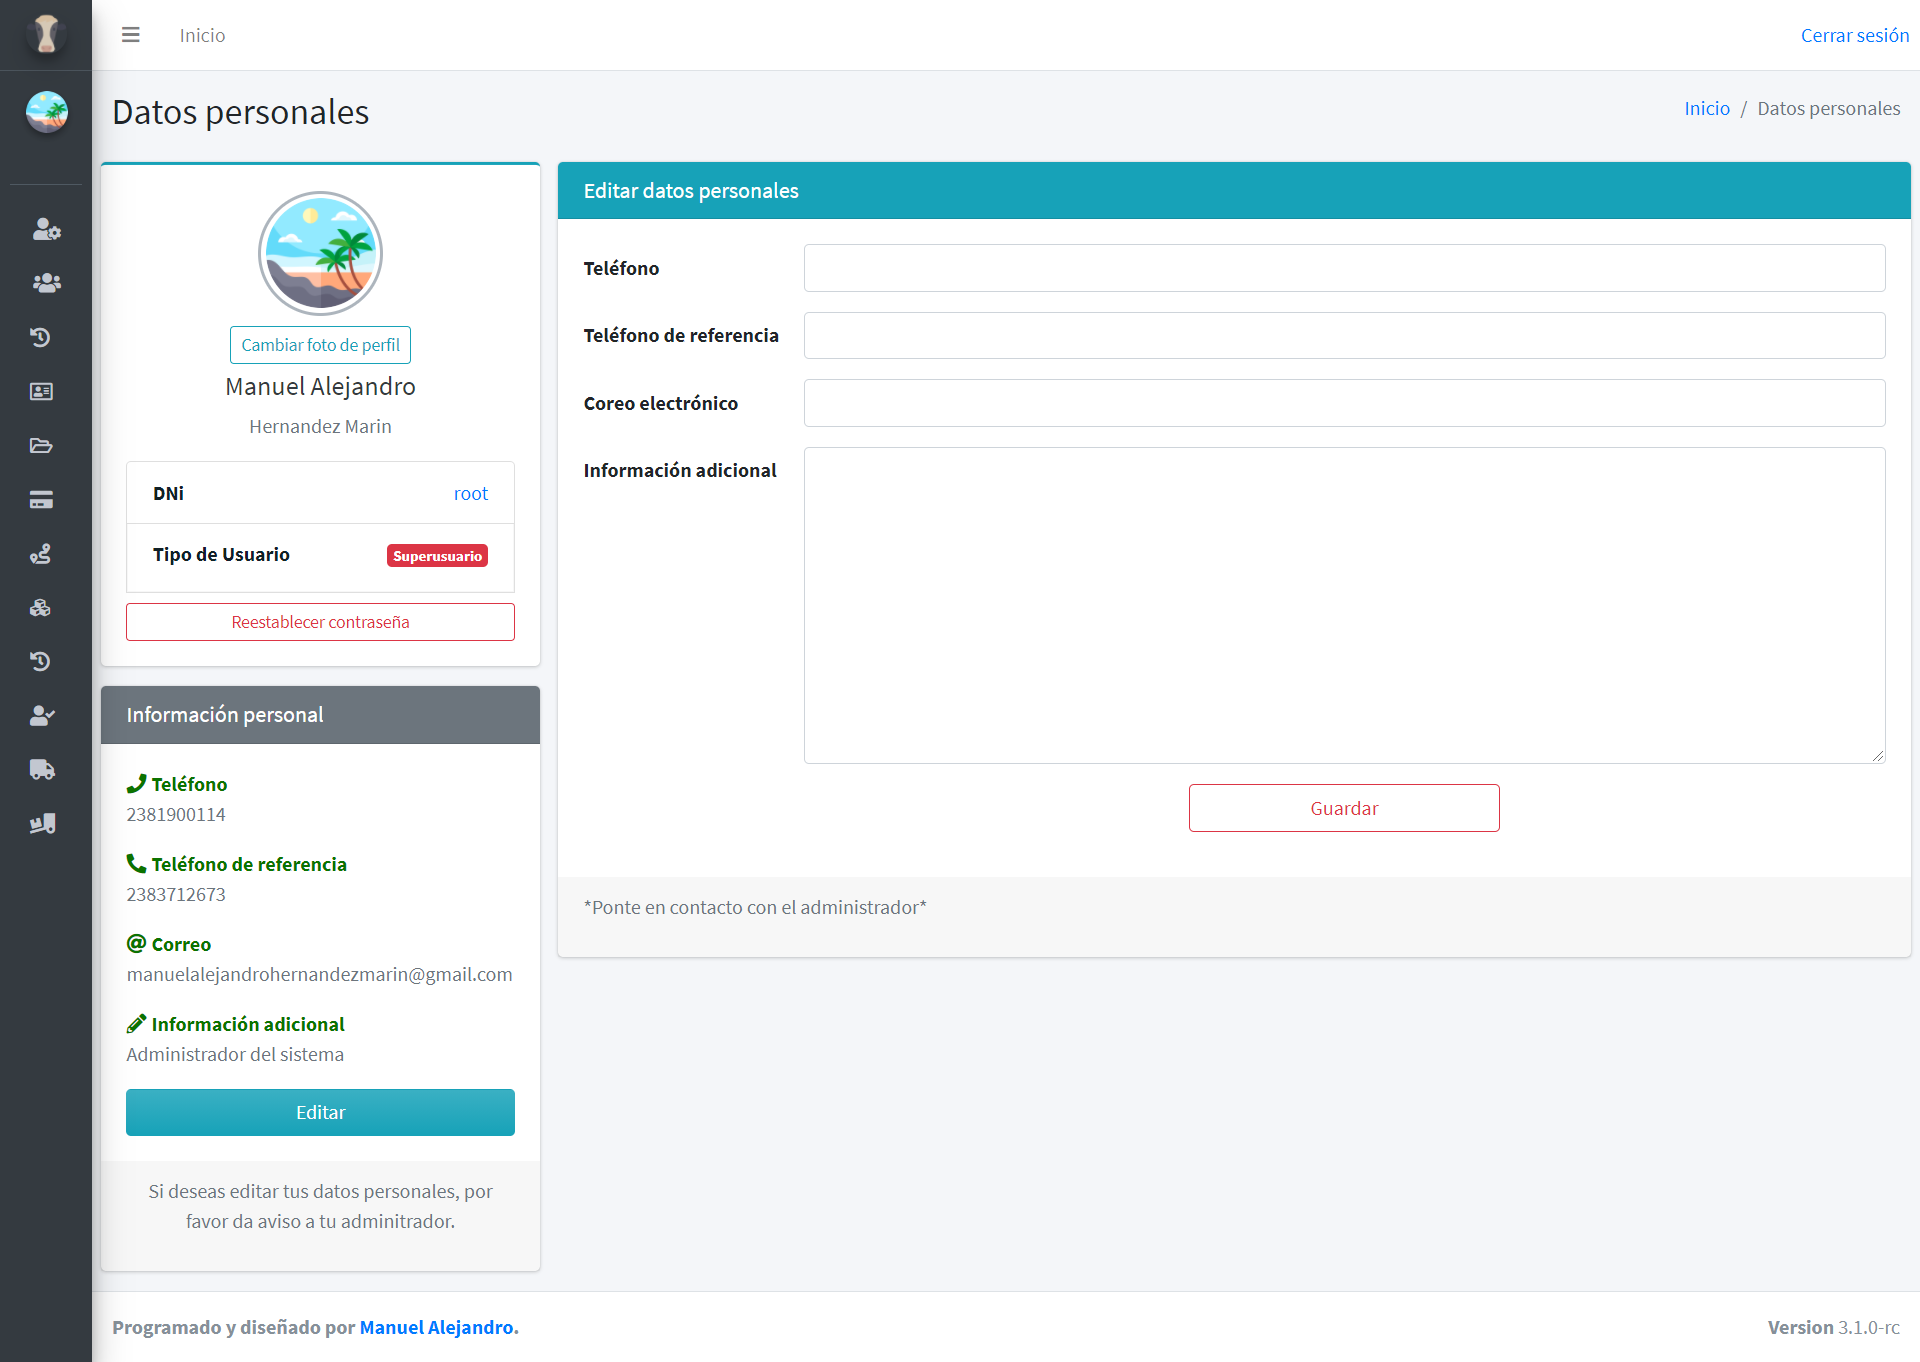 Inicio
Cerrar sesión
Datos personales
Inicio / Datos personales
Cambiar foto de perfil
Manuel Alejandro
Hernandez Marin
DNi root
Tipo de Usuario Superusuario
Reestablecer contraseña
Información personal
Teléfono
2381900114
Teléfono de referencia
2383712673
Correo
manuelalejandrohernandezmarin@gmail.com
Información adicional
Administrador del sistema
Editar
Si deseas editar tus datos personales, por
favor da aviso a tu adminitrador.
Editar datos personales
Teléfono
Teléfono de referencia
Coreo electrónico
Información adicional
Guardar
*Ponte en contacto con el administrador*
Programado y diseñado por Manuel Alejandro.
Version 3.1.0-rc